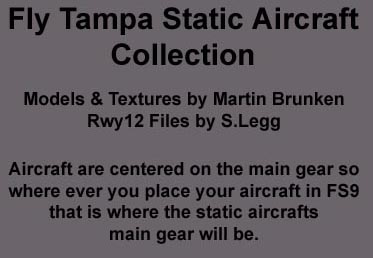 Fly Tampa Static Aircraft
Collection
Models & Textures by Martin Brunken
Rwy12 Files by S.Legg
Aircraft are centered on the main gear so
where ever you place your aircraft in FS9
that is where the static aircrafts
main gear will be.